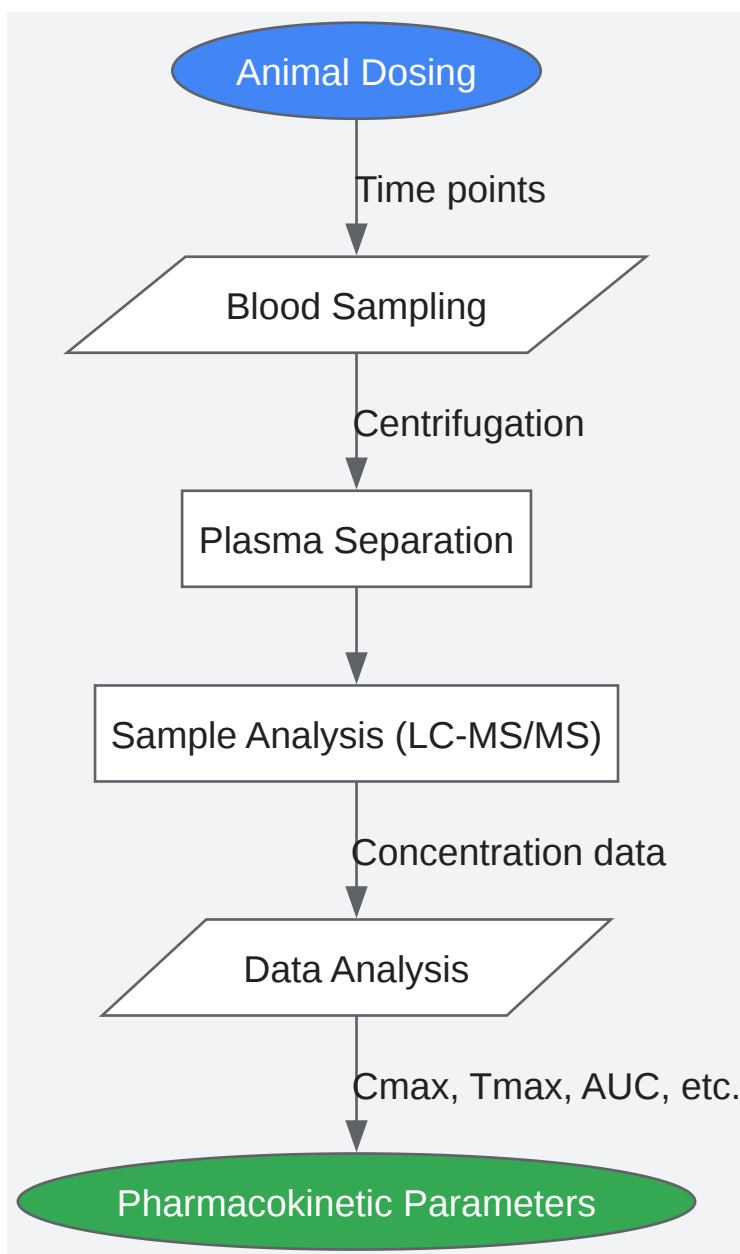 Animal Dosing
Time points
Blood Sampling
Centrifugation
Plasma Separation
Sample Analysis (LC-MS/MS)
Concentration data
Data Analysis
Cmax, Tmax, AUC, etc.
Pharmacokinetic Parameters